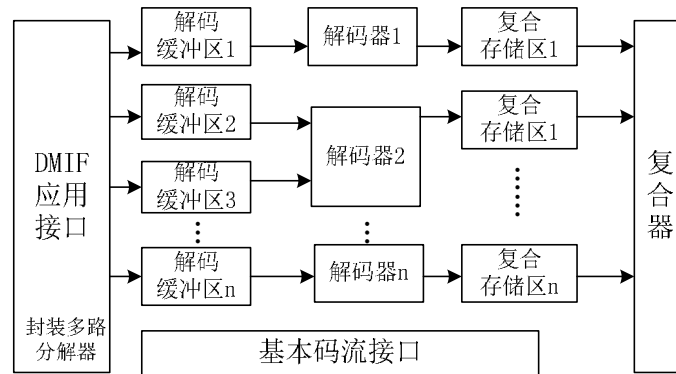 DMIF
应用
接口
封装多路
分解器
解码
缓冲区1
解码器1
复合
存储区1
解码
缓冲区2
解码器2
复合
存储区1
解码
缓冲区3
解码
缓冲区n
解码器n
复合
存储区n
复
合
器
基本码流接口